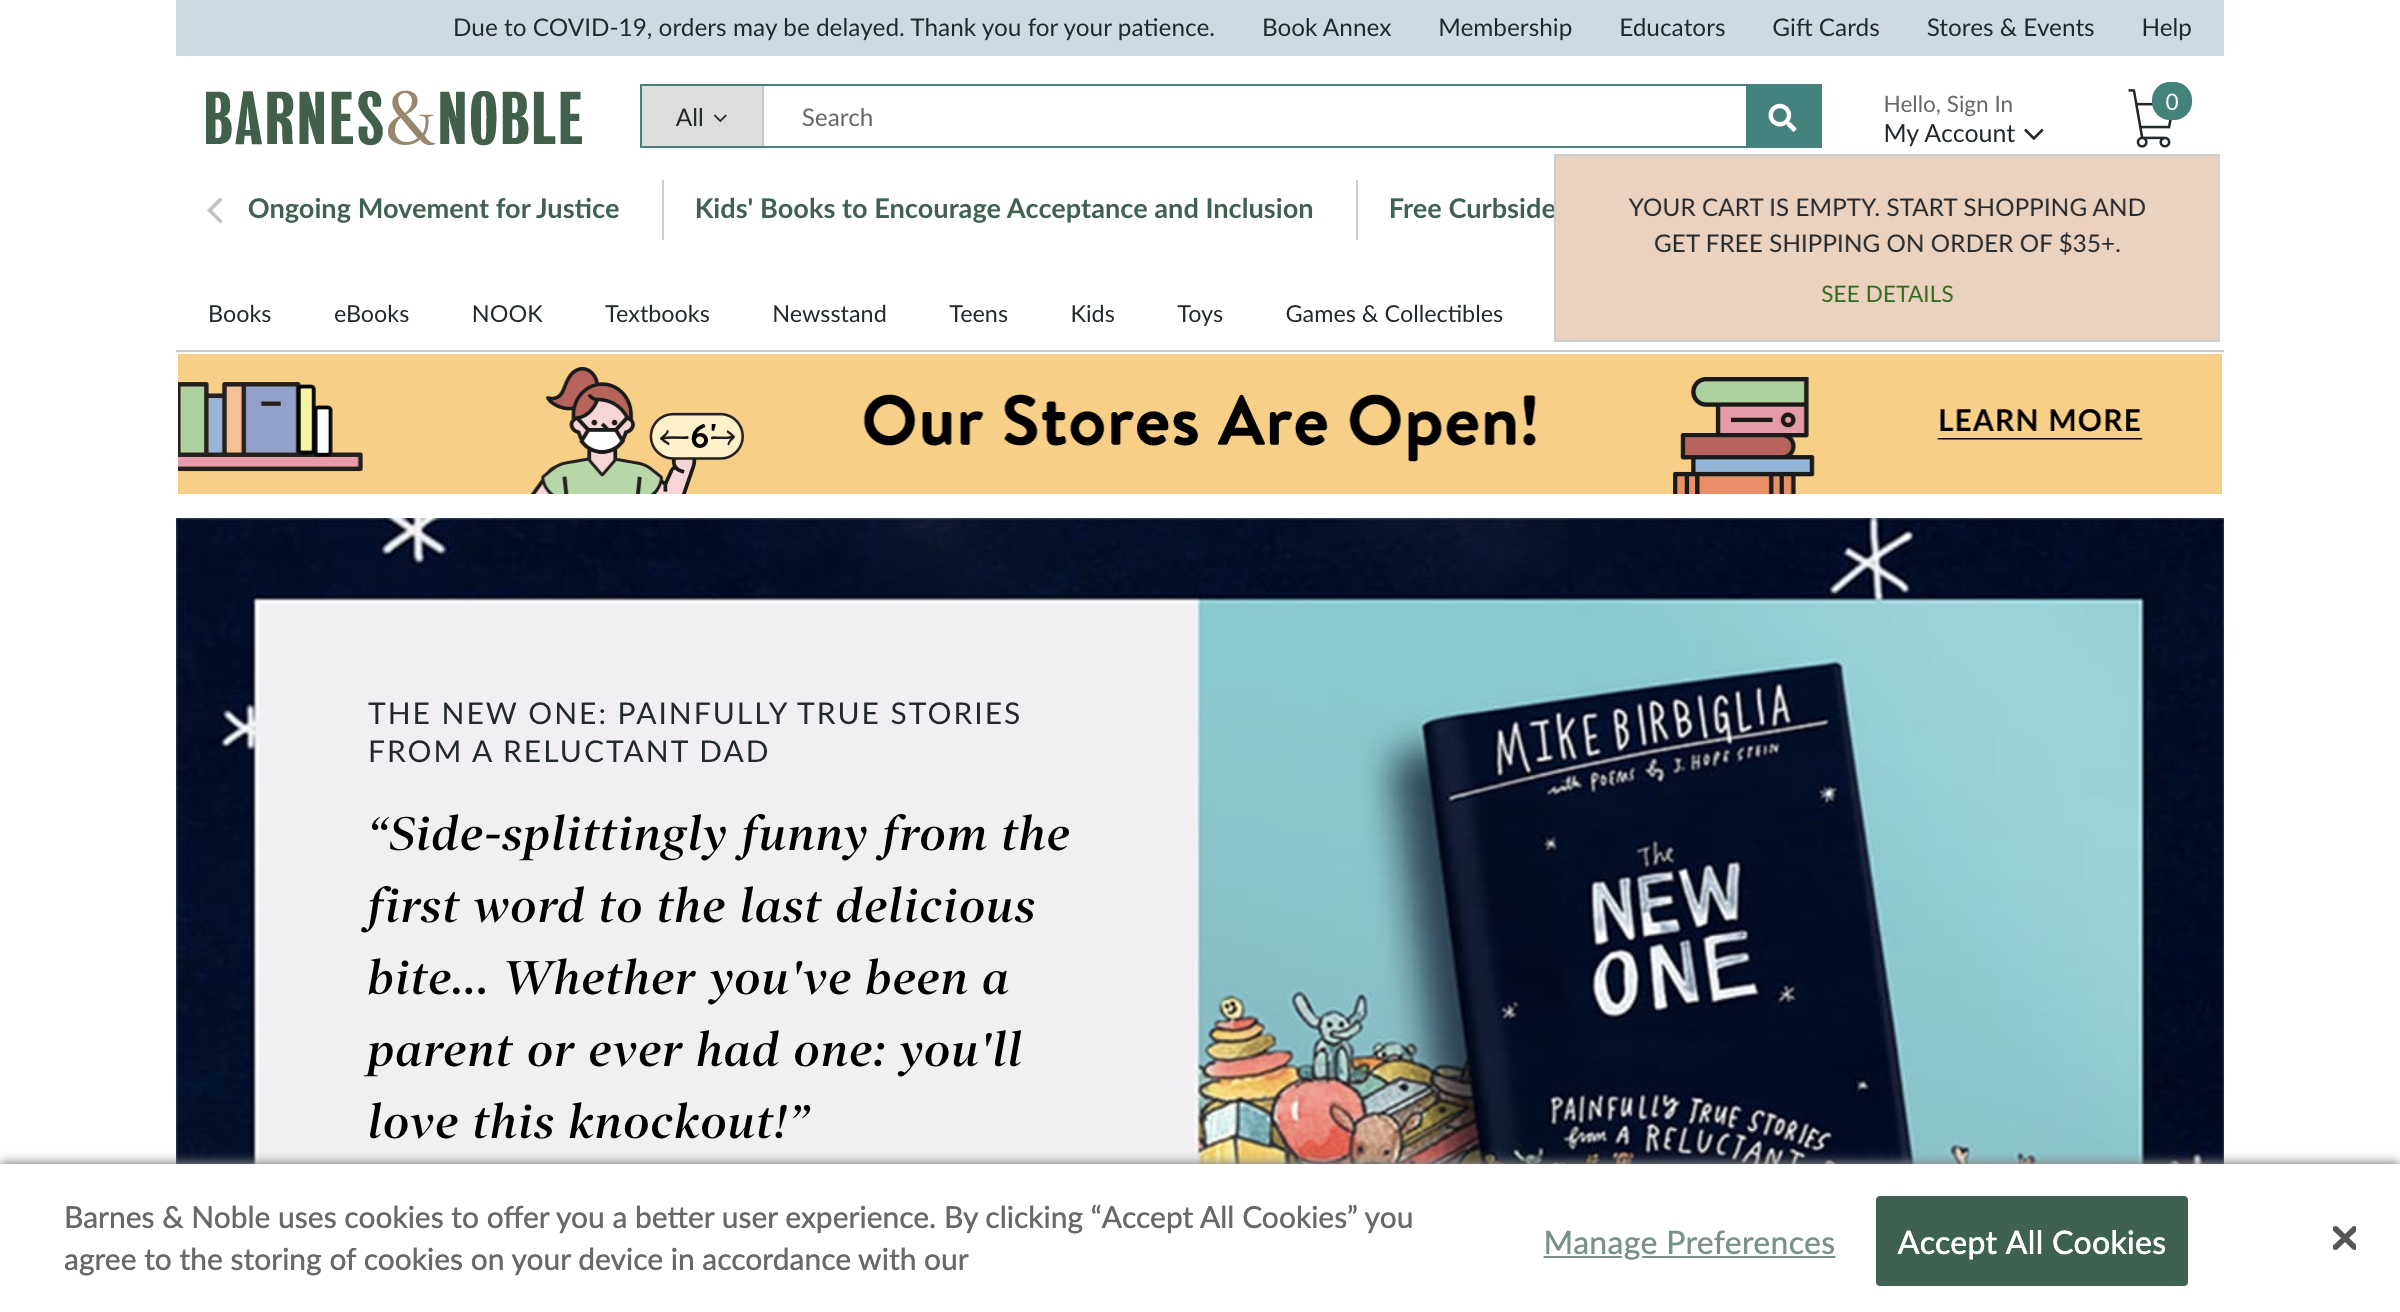 Due to COVID-19, orders may be delayed. Thank you for your patience. Book Annex Membership Educators Gift Cards Stores & Events Help
BARNES&NOBLE
All
Search
Hello, Sign In
My Account
0
Ongoing Movement for Justice
Kids' Books to Encourage Acceptance and Inclusion
Free Curbside
YOUR CART IS EMPTY. START SHOPPING AND
GET FREE SHIPPING ON ORDER OF $35+.
SEE DETAILS
Books eBooks NOOK Textbooks Newsstand Teens Kids Toys Games & Collectibles
←6'→
Our Stores Are Open!
LEARN MORE
THE NEW ONE: PAINFULLY TRUE STORIES
FROM A RELUCTANT DAD
“Side-splittingly funny from the
first word to the last delicious
bite... Whether you've been a
parent or ever had one: you'll
love this knockout!”
MIKE BIRBIGLIA
with POEMS by J. HOPE STEIN
The
NEW
ONE
PAINFULLY TRUE STORIES
from A RELUCTANT
Barnes & Noble uses cookies to offer you a better user experience. By clicking “Accept All Cookies” you
agree to the storing of cookies on your device in accordance with our
Manage Preferences
Accept All Cookies